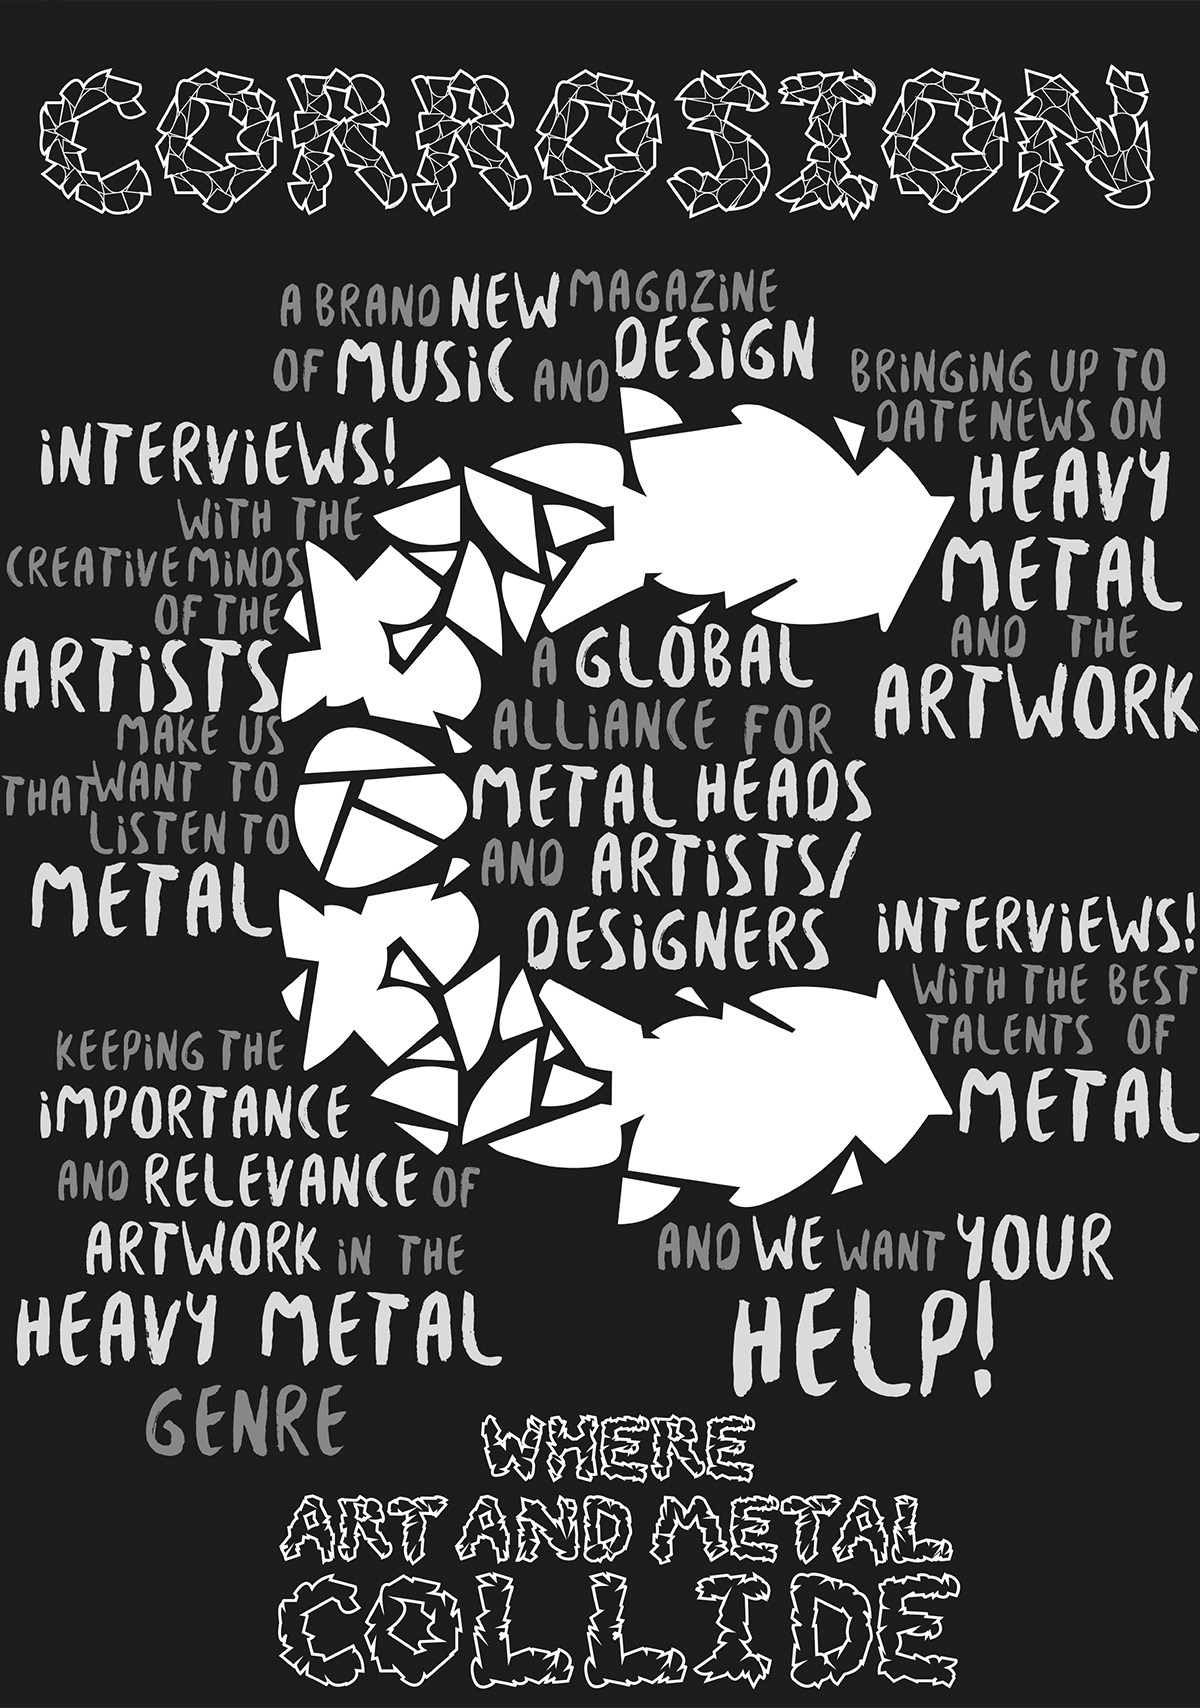 CORROSION
A BRAND NEW MAGAZINE
OF MUSIC AND DESIGN
BRINGING UP TO
DATE NEWS ON
HEAVY
METAL
AND THE
ARTWORK
INTERVIEWS!
WITH THE
CREATIVE MINDS
OF THE
ARTISTS
MAKE US
THAT WANT TO
LISTEN TO
METAL
A GLOBAL
ALLIANCE FOR
METAL HEADS
AND ARTISTS/
DESIGNERS
INTERVIEWS!
WITH THE BEST
TALENTS OF
METAL
KEEPING THE
IMPORTANCE
AND RELEVANCE OF
ARTWORK IN THE
HEAVY METAL
GENRE
AND WE WANT YOUR
HELP!
WHERE
ART AND METAL
COLLIDE